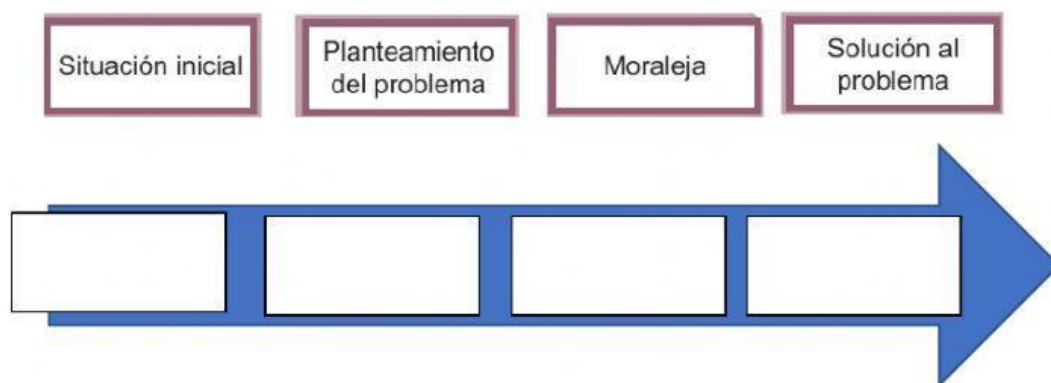 Situación inicial
Planteamiento
del problema
Moraleja
Solución al
problema